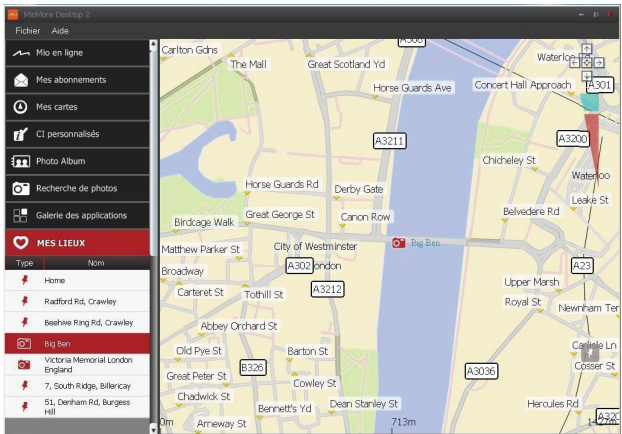 MioMore Desktop 2
Fichier Aide
Mio en ligne
Mes abonnements
Mes cartes
CI personnalisés
Photo Album
Recherche de photos
Galerie des applications
MES LIEUX
Type Nom
Home
Radford Rd, Crawley
Beehive Ring Rd, Crawley
Big Ben
Victoria Memorial London
England
7, South Ridge, Billericay
51, Denham Rd, Burgess
Hill
Carlton Gdns
The Mall
Great Scotland Yd
Horse Guards Ave
Concert Hall Approach
A301
A3211
A3200
Chicheley St
Waterloo
Horse Guards Rd
Derby Gate
Leake St
Birdcage Walk
Great George St
Canon Row
Belvedere Rd
Matthew Parker St
City of Westminster
Big Ben
Broadway
A302
ondon
A23
Carteret St
Tothill St
A3212
Upper Marsh
Royal St
Newnham Ter
Abbey Orchard St
Old Pye St
Barton St
Carlisle Ln
Great Peter St
B326
A3036
Cosser St
Cowley St
Chadwick St
Bennett's Yd
Dean Stanley St
Hercules Rd
Arneway St
0m
713m
1427m